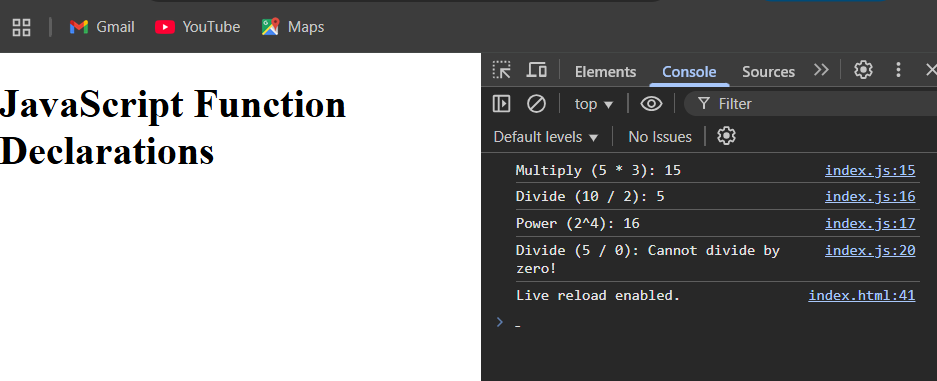 Gmail YouTube Maps
JavaScript Function
Declarations
Elements Console Sources
top Filter
Default levels No Issues
Multiply (5 * 3): 15 index.js:15
Divide (10 / 2): 5 index.js:16
Power (2^4): 16 index.js:17
Divide (5 / 0): Cannot divide by index.js:20
zero!
Live reload enabled. index.html:41